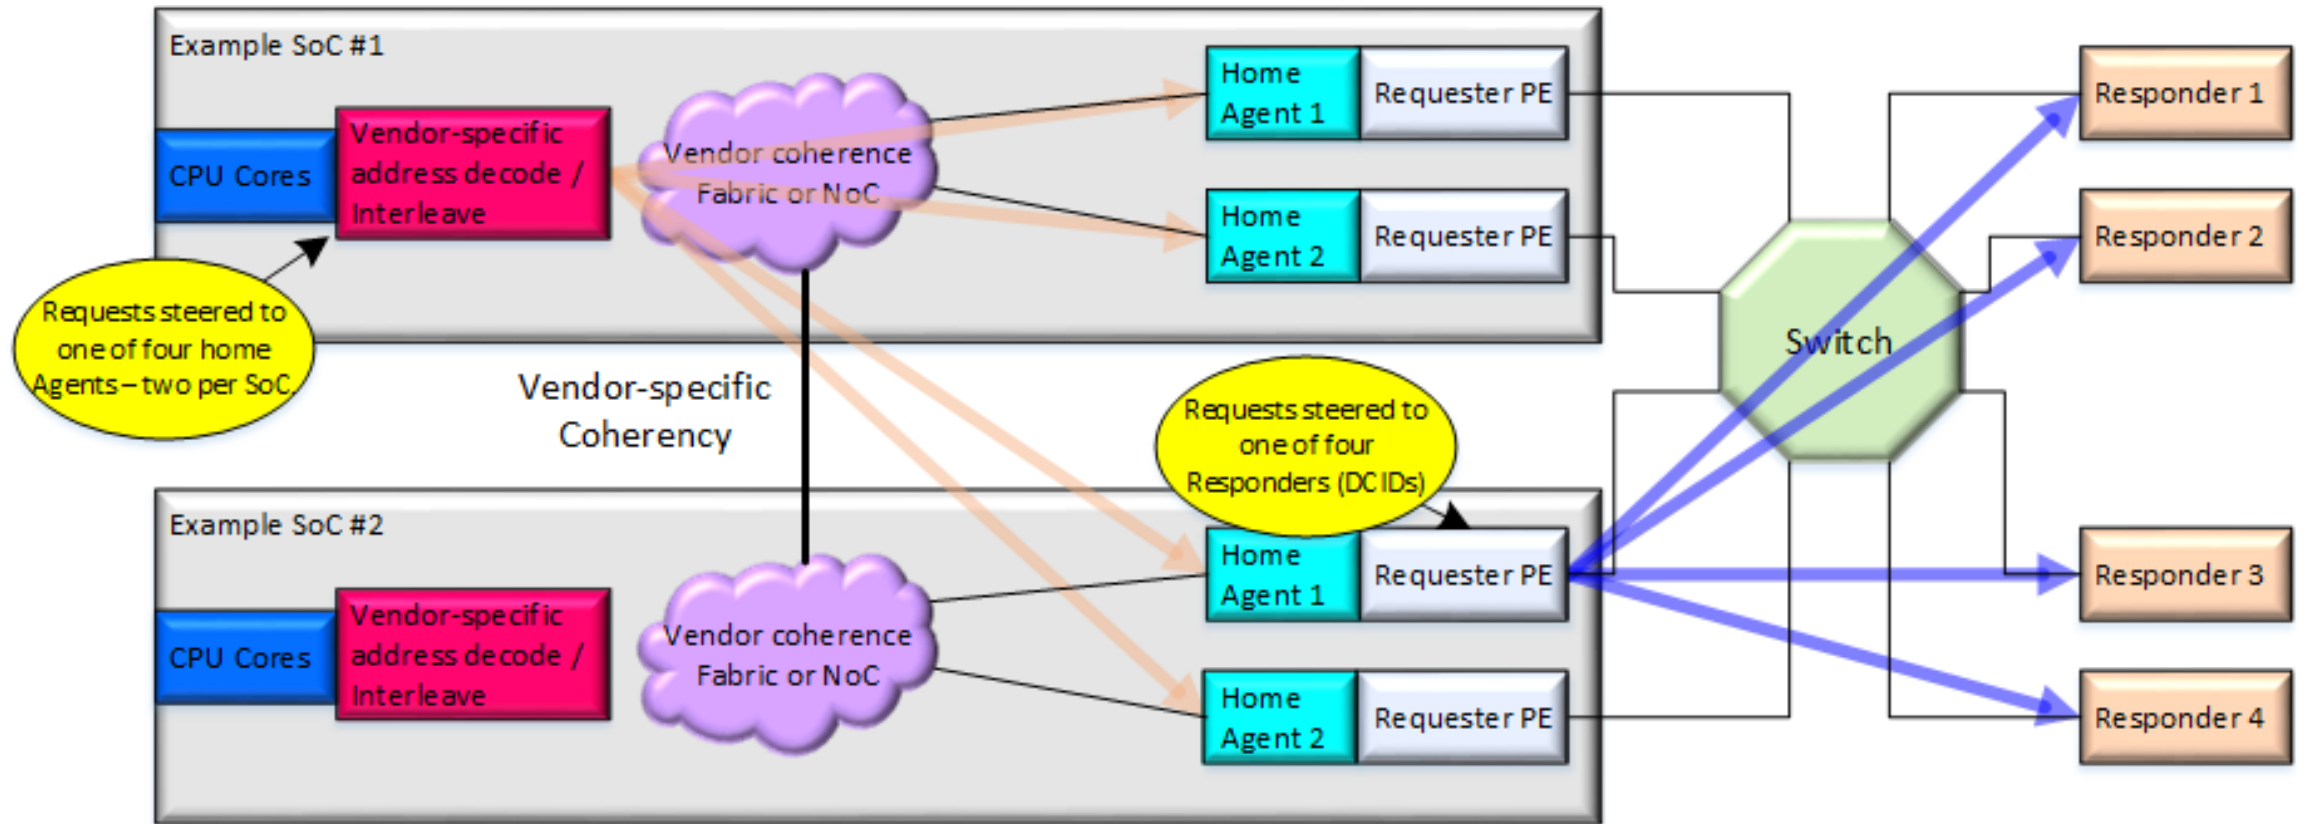 Example SoC #1
CPU Cores
Vendor-specific
address decode /
Interleave
Vendor coherence
Fabric or NoC
Home
Agent 1
Requester PE
Home
Agent 2
Requester PE
Responder 1
Responder 2
Switch
Requests steered to
one of four home
Agents – two per SoC
Vendor-specific
Coherency
Requests steered to
one of four
Responders (DCIDs)
Example SoC #2
CPU Cores
Vendor-specific
address decode /
Interleave
Vendor coherence
Fabric or NoC
Home
Agent 1
Requester PE
Home
Agent 2
Requester PE
Responder 3
Responder 4